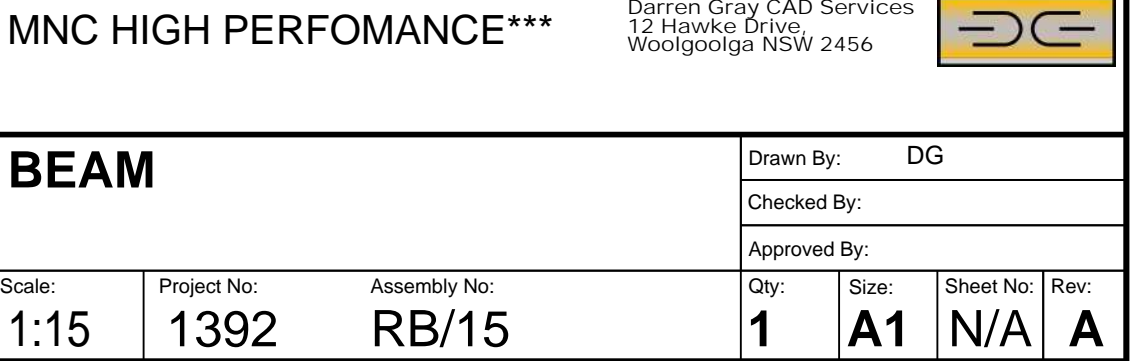 MNC HIGH PERFOMANCE***
Darren Gray CAD Services
12 Hawke Drive,
Woolgoolga NSW 2456
BEAM
Drawn By: DG
Checked By:
Approved By:
Scale: Project No: Assembly No: Qty: Size: Sheet No: Rev:
1:15 1392 RB/15 1 A1 N/A A